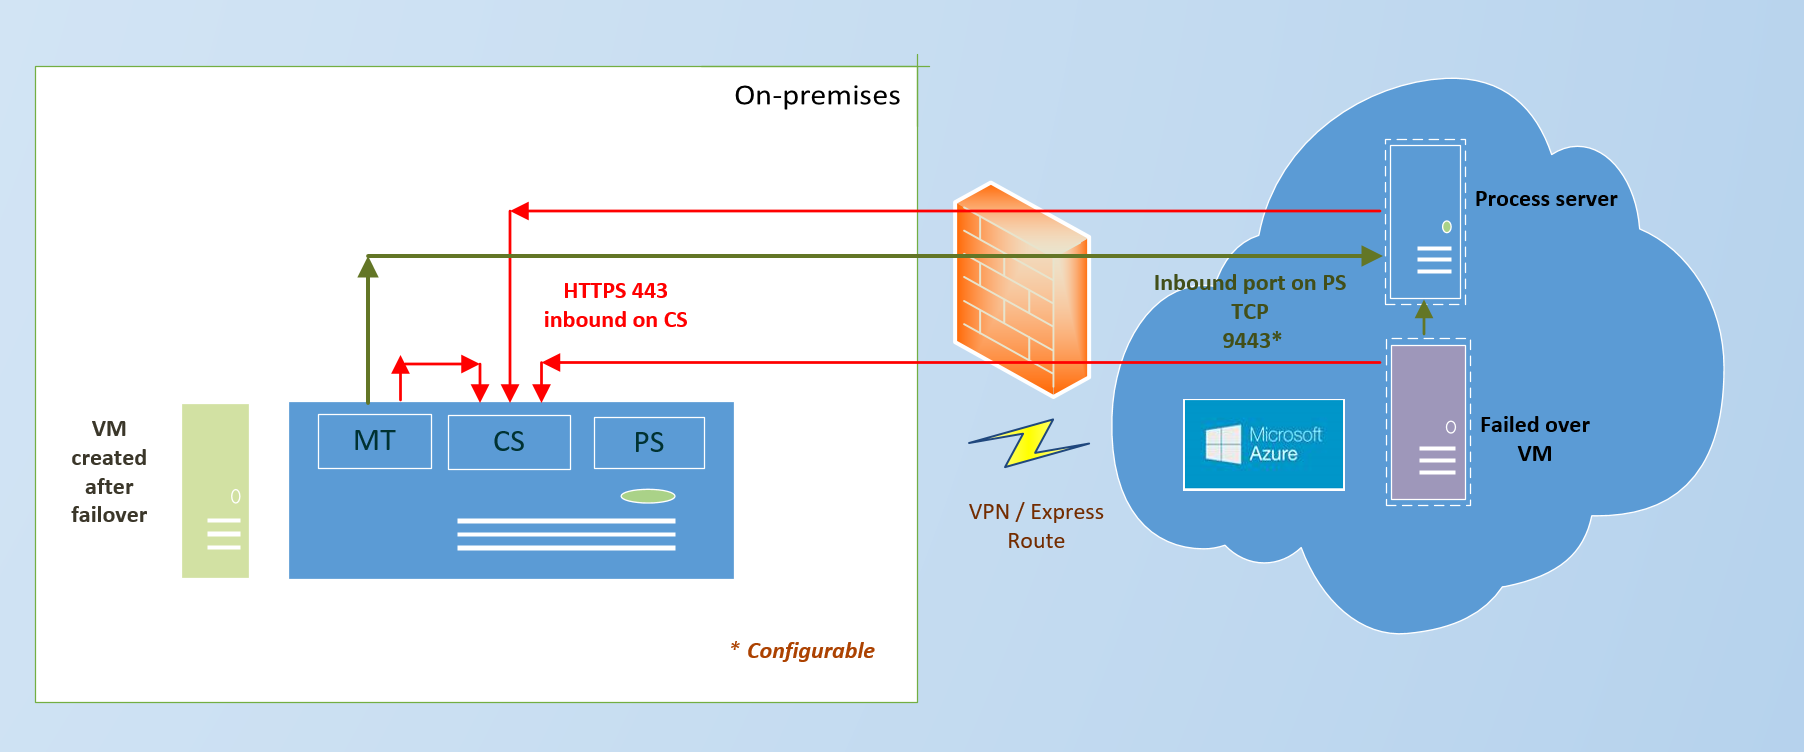 On-premises
Process server
HTTPS 443
inbound on CS
Inbound port on PS
TCP
9443*
MT
CS
PS
VM
created
after
failover
Microsoft
Azure
Failed over
VM
VPN / Express
Route
* Configurable